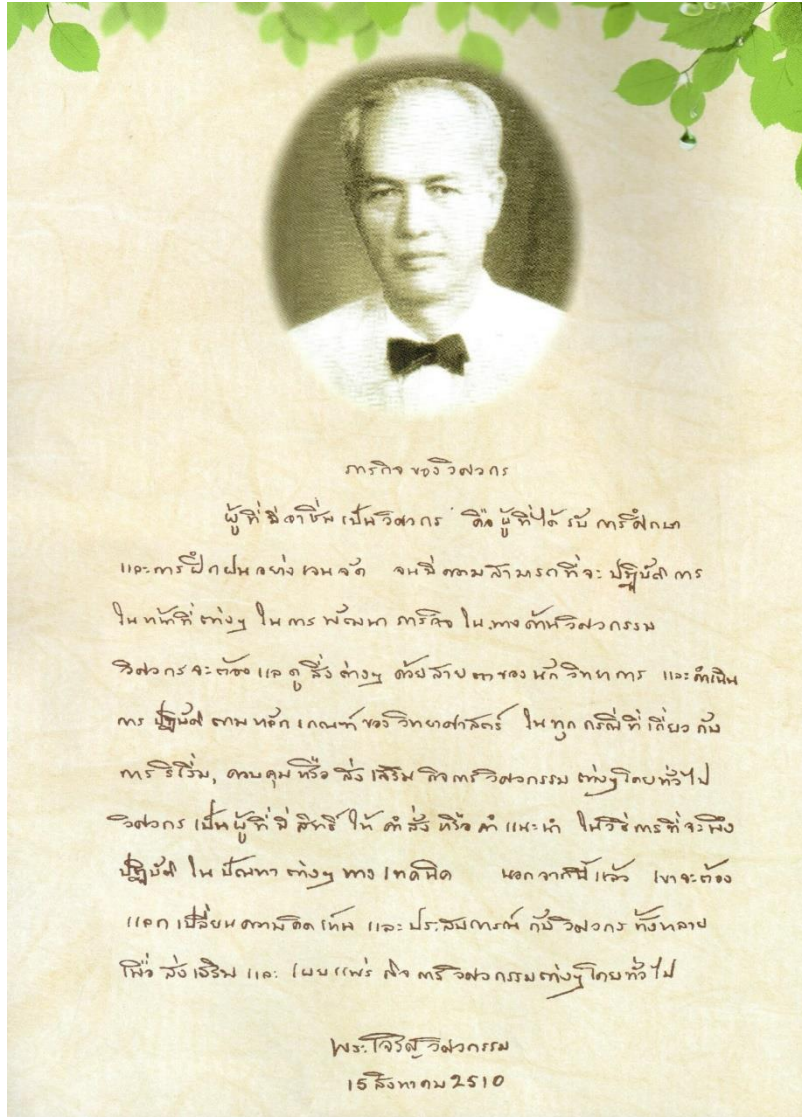 ภารกิจ ของ วิศวกร
ผู้ที่มีอาชีพเป็นวิศวกร คือผู้ที่ได้รับการศึกษา
และการฝึกฝนอย่างเจนจัด จนมีความสามารถที่จะปฏิบัติการ
ในหน้าที่ต่างๆ ในการพัฒนา ภารกิจ ในทางด้านวิศวกรรม
วิศวกรจะต้องแลดูสิ่งต่างๆ ด้วยสายตาของนักวิทยาการ และดำเนิน
การปฏิบัติตามหลักเกณฑ์ของวิทยาศาสตร์ ในทุกกรณีที่เกี่ยวกับ
การริเริ่ม, ควบคุมหรือส่งเสริมกิจการวิศวกรรมต่างๆโดยทั่วไป
วิศวกรเป็นผู้ที่มีสิทธิ์ให้คำสั่งหรือคำแนะนำ ในวิธีการที่จะพึง
ปฏิบัติ ในปัญหาต่างๆ ทางเทคนิค นอกจากนี้แล้ว เขาจะต้อง
แลกเปลี่ยนความคิดเห็น และประสบการณ์ กับวิศวกรทั้งหลาย
เพื่อส่งเสริมและเผยแพร่กิจการวิศวกรรมต่างๆโดยทั่วไป
พระเจริญวิศวกรรม
15 สิงหาคม 2510